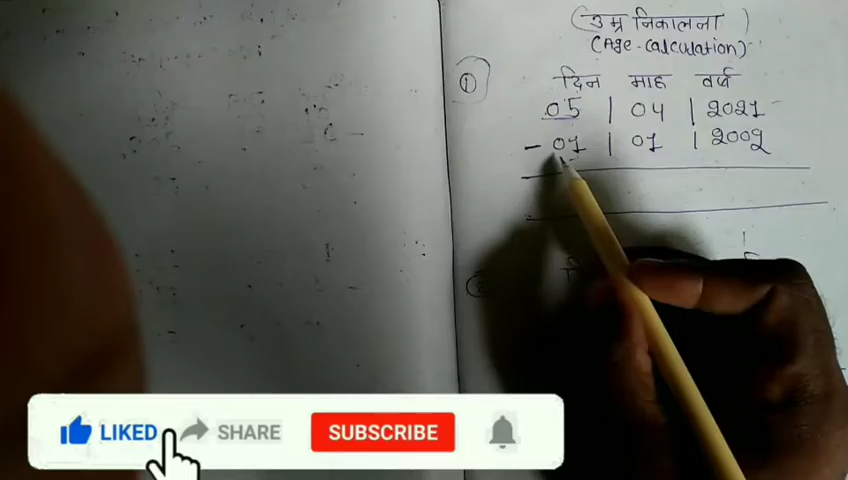 (उम्र निकालना)
(Age-calculation)
① दिन माह वर्ष
05 | 04 | 2021
- 01 | 01 | 2002
LIKED SHARE SUBSCRIBE